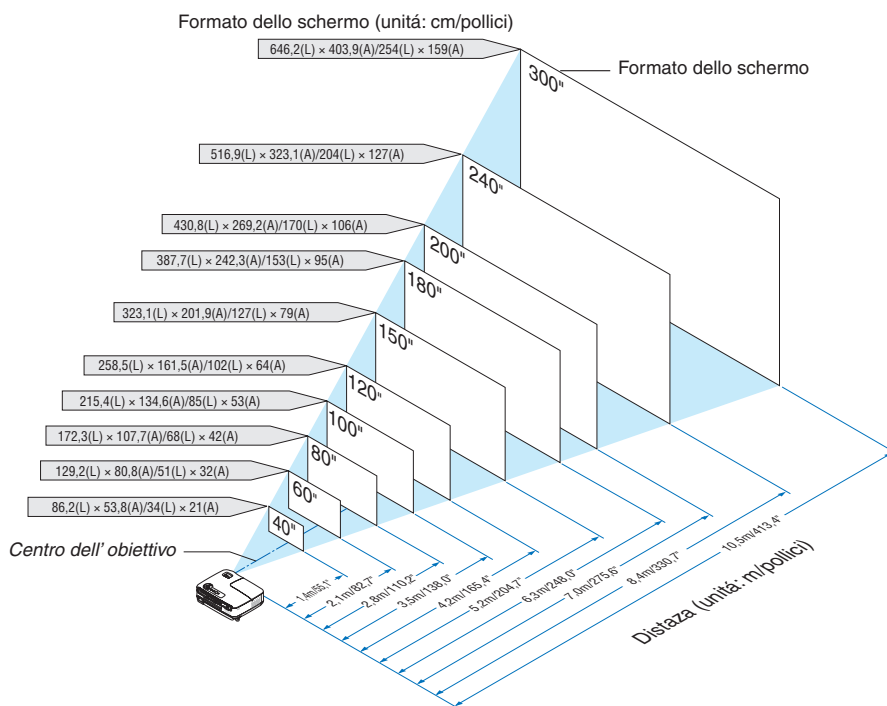 Formato dello schermo (unitá: cm/pollici)
646,2(L) × 403,9(A)/254(L) × 159(A)
Formato dello schermo
300"
516,9(L) × 323,1(A)/204(L) × 127(A)
240"
430,8(L) × 269,2(A)/170(L) × 106(A)
200"
387,7(L) × 242,3(A)/153(L) × 95(A)
180"
323,1(L) × 201,9(A)/127(L) × 79(A)
150"
258,5(L) × 161,5(A)/102(L) × 64(A)
120"
215,4(L) × 134,6(A)/85(L) × 53(A)
100"
172,3(L) × 107,7(A)/68(L) × 42(A)
80"
129,2(L) × 80,8(A)/51(L) × 32(A)
60"
86,2(L) × 53,8(A)/34(L) × 21(A)
40"
Centro dell' obiettivo
1,4m/55,1"
2,1m/82,7"
2,8m/110,2"
3,5m/138,0"
4,2m/165,4"
5,2m/204,7"
6,3m/248,0"
7,0m/275,6"
8,4m/330,7"
10,5m/413,4"
Distaza (unitá: m/pollici)